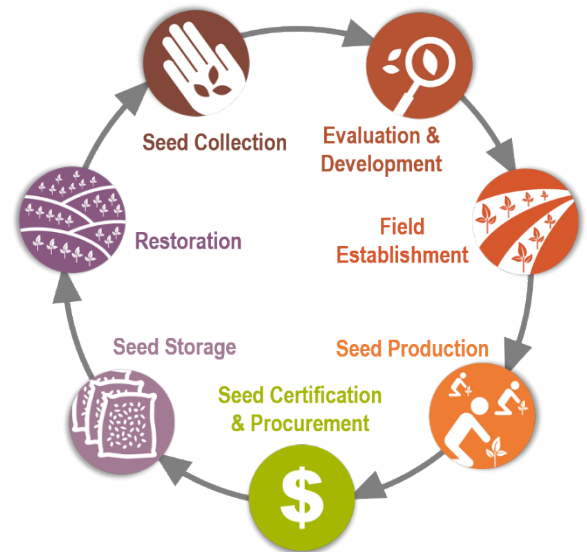 Seed Collection
Evaluation &
Development
Field
Establishment
Seed Production
Seed Certification
& Procurement
$
Seed Storage
Restoration